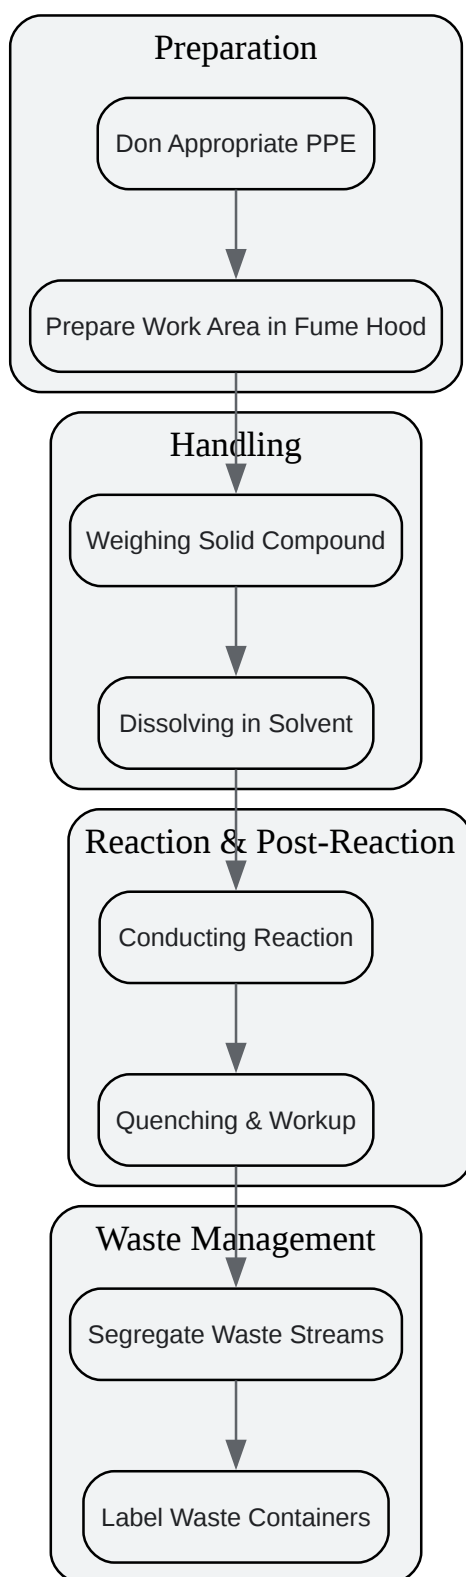 Preparation
Don Appropriate PPE
Prepare Work Area in Fume Hood
Handling
Weighing Solid Compound
Dissolving in Solvent
Reaction & Post-Reaction
Conducting Reaction
Quenching & Workup
Waste Management
Segregate Waste Streams
Label Waste Containers